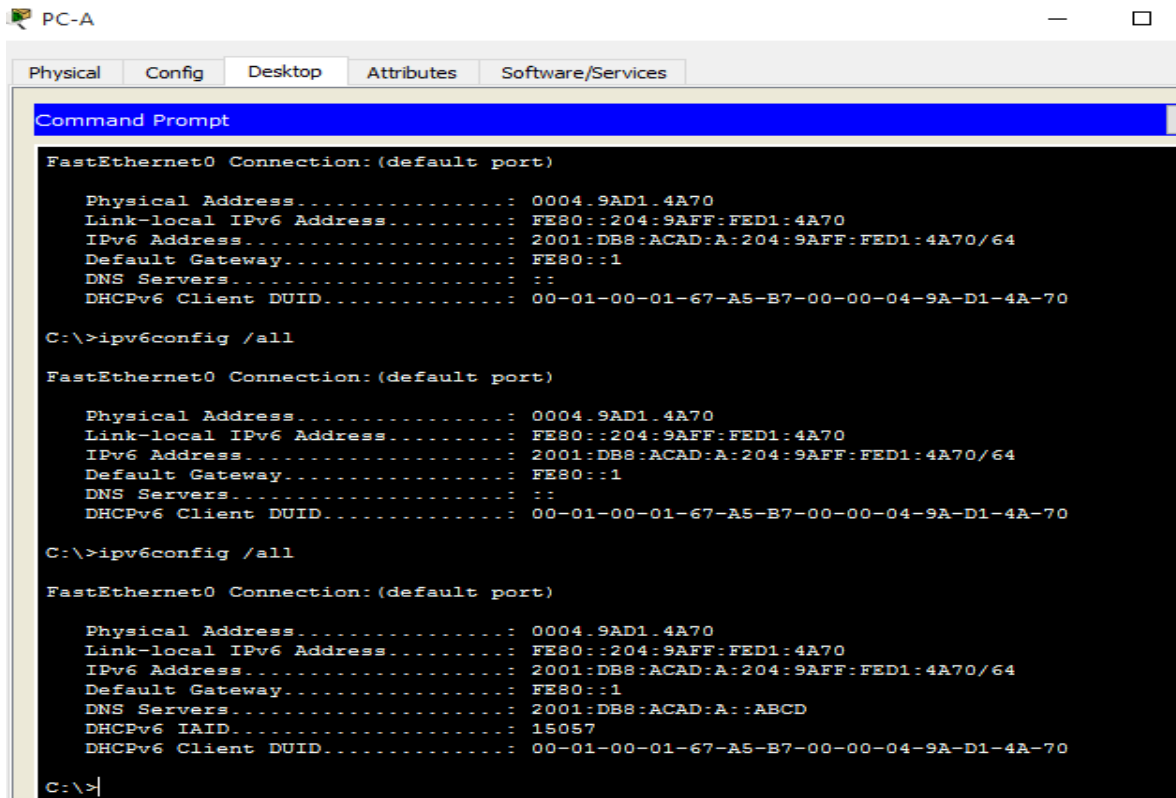 PC-A
Physical Config Desktop Attributes Software/Services
Command Prompt
FastEthernet0 Connection:(default port)
Physical Address................: 0004.9AD1.4A70
Link-local IPv6 Address.........: FE80::204:9AFF:FED1:4A70
IPv6 Address....................: 2001:DB8:ACAD:A:204:9AFF:FED1:4A70/64
Default Gateway.................: FE80::1
DNS Servers.....................: ::
DHCPv6 Client DUID..............: 00-01-00-01-67-A5-B7-00-00-04-9A-D1-4A-70
C:\>ipv6config /all
FastEthernet0 Connection:(default port)
Physical Address................: 0004.9AD1.4A70
Link-local IPv6 Address.........: FE80::204:9AFF:FED1:4A70
IPv6 Address....................: 2001:DB8:ACAD:A:204:9AFF:FED1:4A70/64
Default Gateway.................: FE80::1
DNS Servers.....................: ::
DHCPv6 Client DUID..............: 00-01-00-01-67-A5-B7-00-00-04-9A-D1-4A-70
C:\>ipv6config /all
FastEthernet0 Connection:(default port)
Physical Address................: 0004.9AD1.4A70
Link-local IPv6 Address.........: FE80::204:9AFF:FED1:4A70
IPv6 Address....................: 2001:DB8:ACAD:A:204:9AFF:FED1:4A70/64
Default Gateway.................: FE80::1
DNS Servers.....................: 2001:DB8:ACAD:A::ABCD
DHCPv6 IAID.....................: 15057
DHCPv6 Client DUID..............: 00-01-00-01-67-A5-B7-00-00-04-9A-D1-4A-70
C:\>